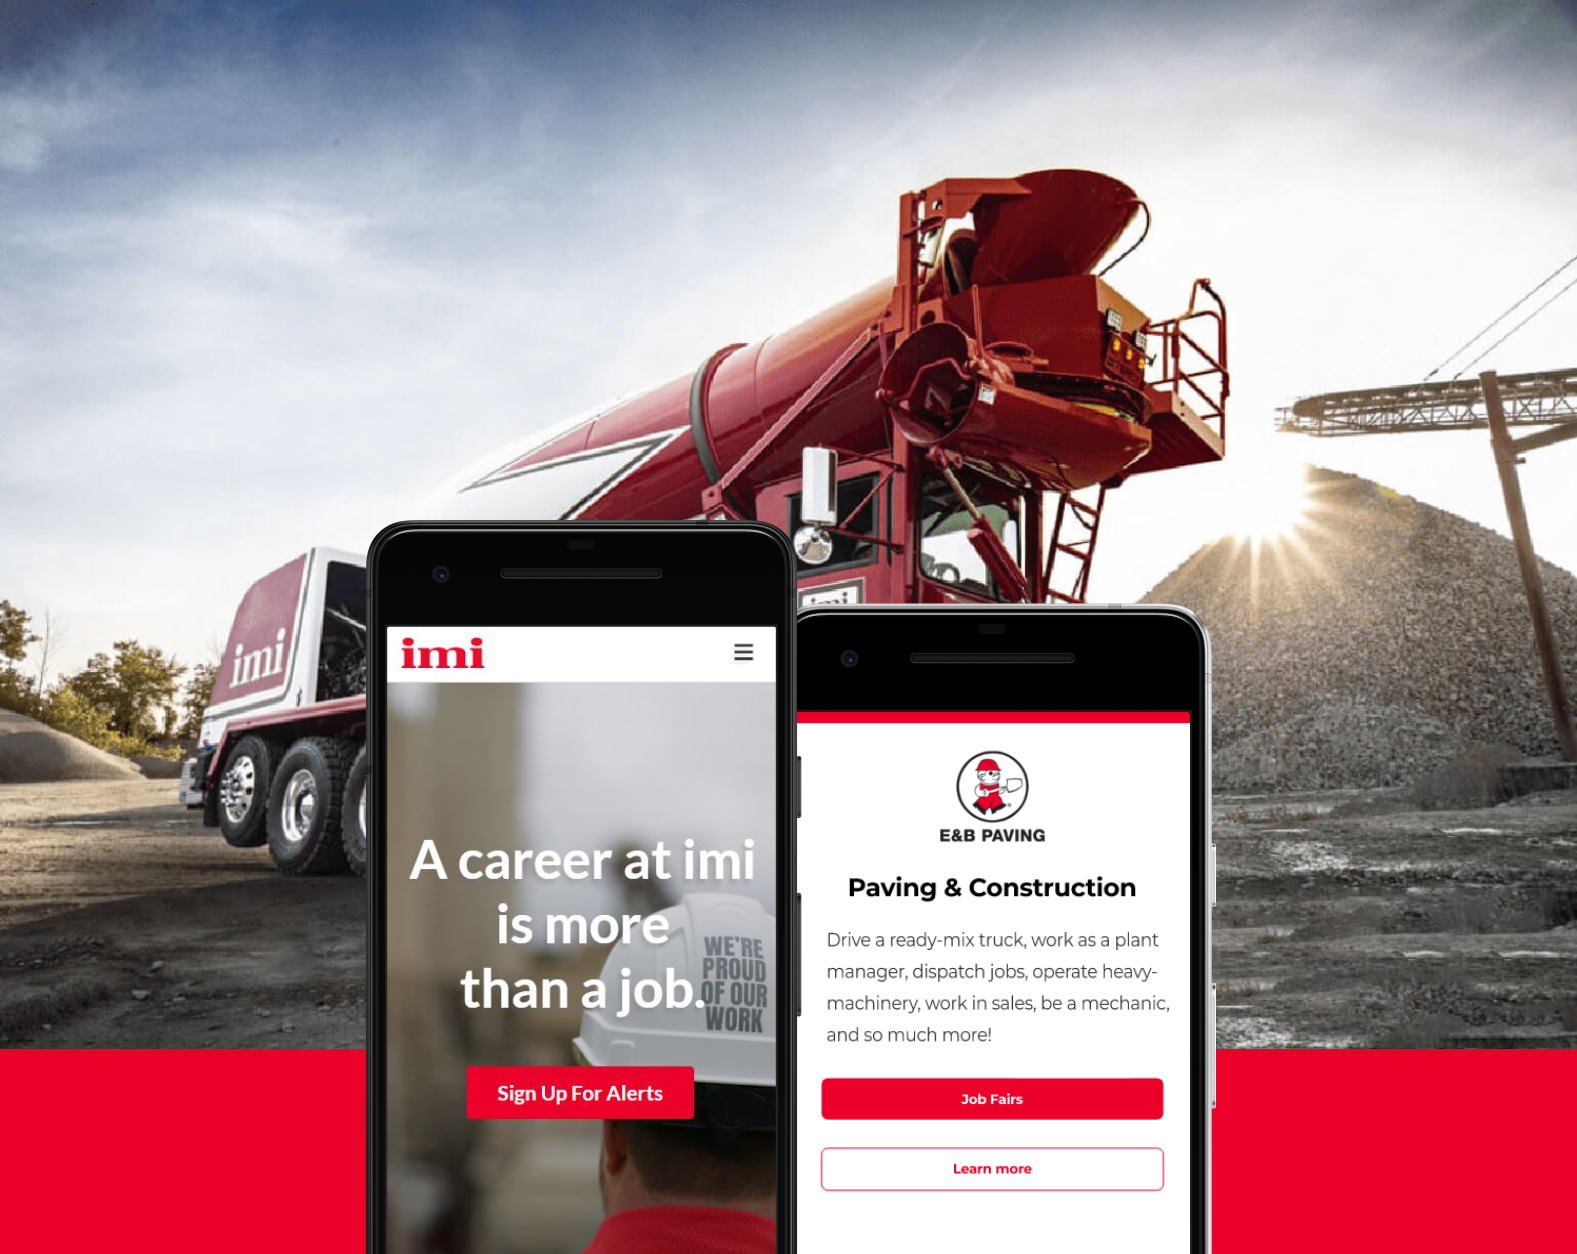 imi
imi
imi
A career at imi
is more
than a job.
WE'RE
PROUD
OF OUR
WORK
Sign Up For Alerts
E&B PAVING
Paving & Construction
Drive a ready-mix truck, work as a plant
manager, dispatch jobs, operate heavy-
machinery, work in sales, be a mechanic,
and so much more!
Job Fairs
Learn more